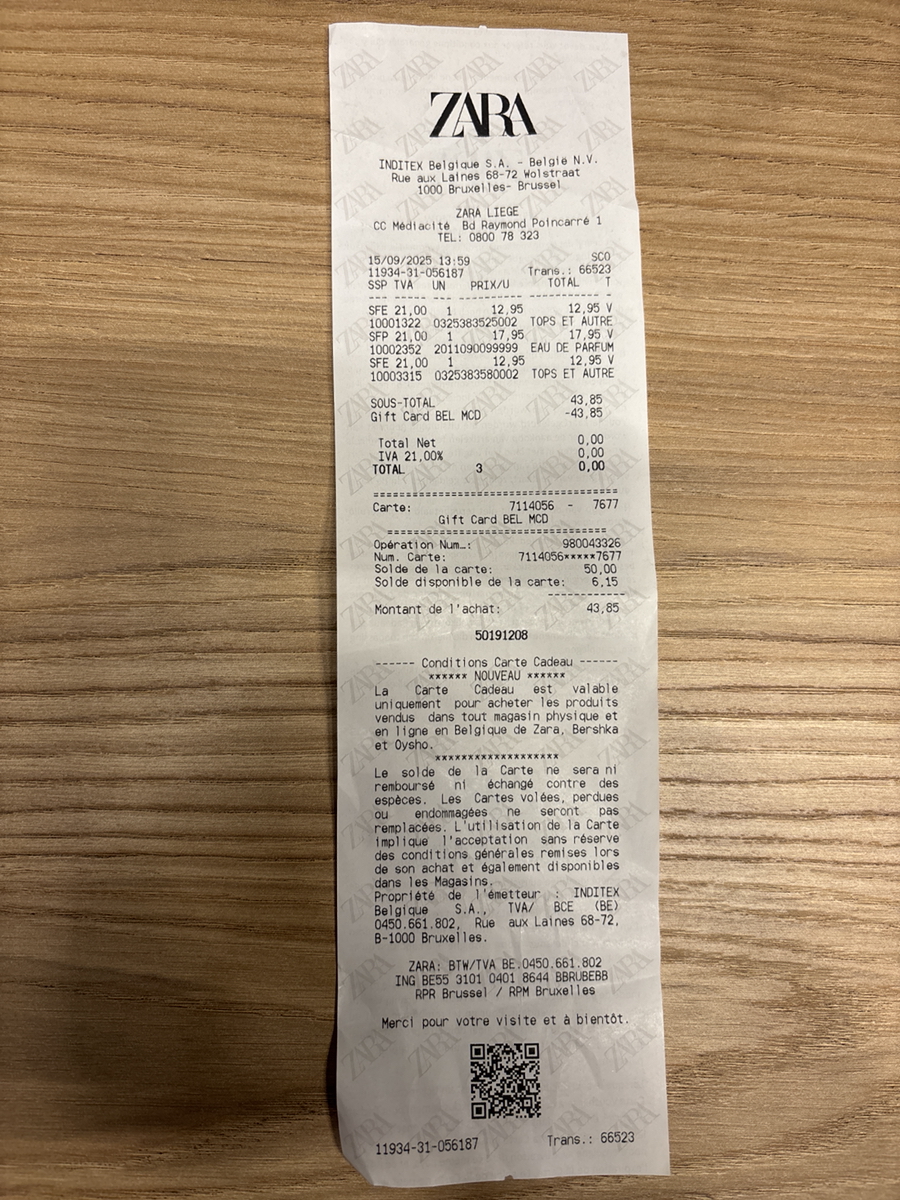 ZARA
INDITEX Belgique S.A. - België N.V.
Rue aux Laines 68-72 Wolstraat
1000 Bruxelles- Brussel
ZARA LIEGE
CC Médiacité Bd Raymond Poincarré 1
TEL: 0800 78 323
15/09/2025 13:59 SCO
11934-31-056187 Trans.: 66523
SSP TVA UN PRIX/U TOTAL T
SFE 21,00 1 12,95 12,95 V
10001322 0325383525002 TOPS ET AUTRE
SFP 21,00 1 17,95 17,95 V
10002352 2011090099999 EAU DE PARFUM
SFE 21,00 1 12,95 12,95 V
10003315 0325383580002 TOPS ET AUTRE
SOUS-TOTAL 43,85
Gift Card BEL MCD -43,85
Total Net 0,00
IVA 21,00% 0,00
TOTAL 3 0,00
==========================================
Carte: 7114056 - 7677
Gift Card BEL MCD
======================================
Opération Num…: 980043326
Num. Carte: 7114056*****7677
Solde de la carte: 50,00
Solde disponible de la carte: 6,15
------------
Montant de l'achat: 43,85
50191208
------ Conditions Carte Cadeau ------
****** NOUVEAU ******
La Carte Cadeau est valable
uniquement pour acheter les produits
vendus dans tout magasin physique et
en ligne en Belgique de Zara, Bershka
et Oysho.
*******************
Le solde de la Carte ne sera ni
remboursé ni échangé contre des
espèces. Les Cartes volées, perdues
ou endommagées ne seront pas
remplacées. L'utilisation de la Carte
implique l'acceptation sans réserve
des conditions générales remises lors
de son achat et également disponibles
dans les Magasins.
Propriété de l'émetteur : INDITEX
Belgique S.A., TVA/ BCE (BE)
0450.661.802, Rue aux Laines 68-72,
B-1000 Bruxelles.
ZARA: BTW/TVA BE.0450.661.802
ING BE55 3101 0401 8644 BBRUBEBB
RPR Brussel / RPM Bruxelles
Merci pour votre visite et à bientôt.
11934-31-056187 Trans.: 66523